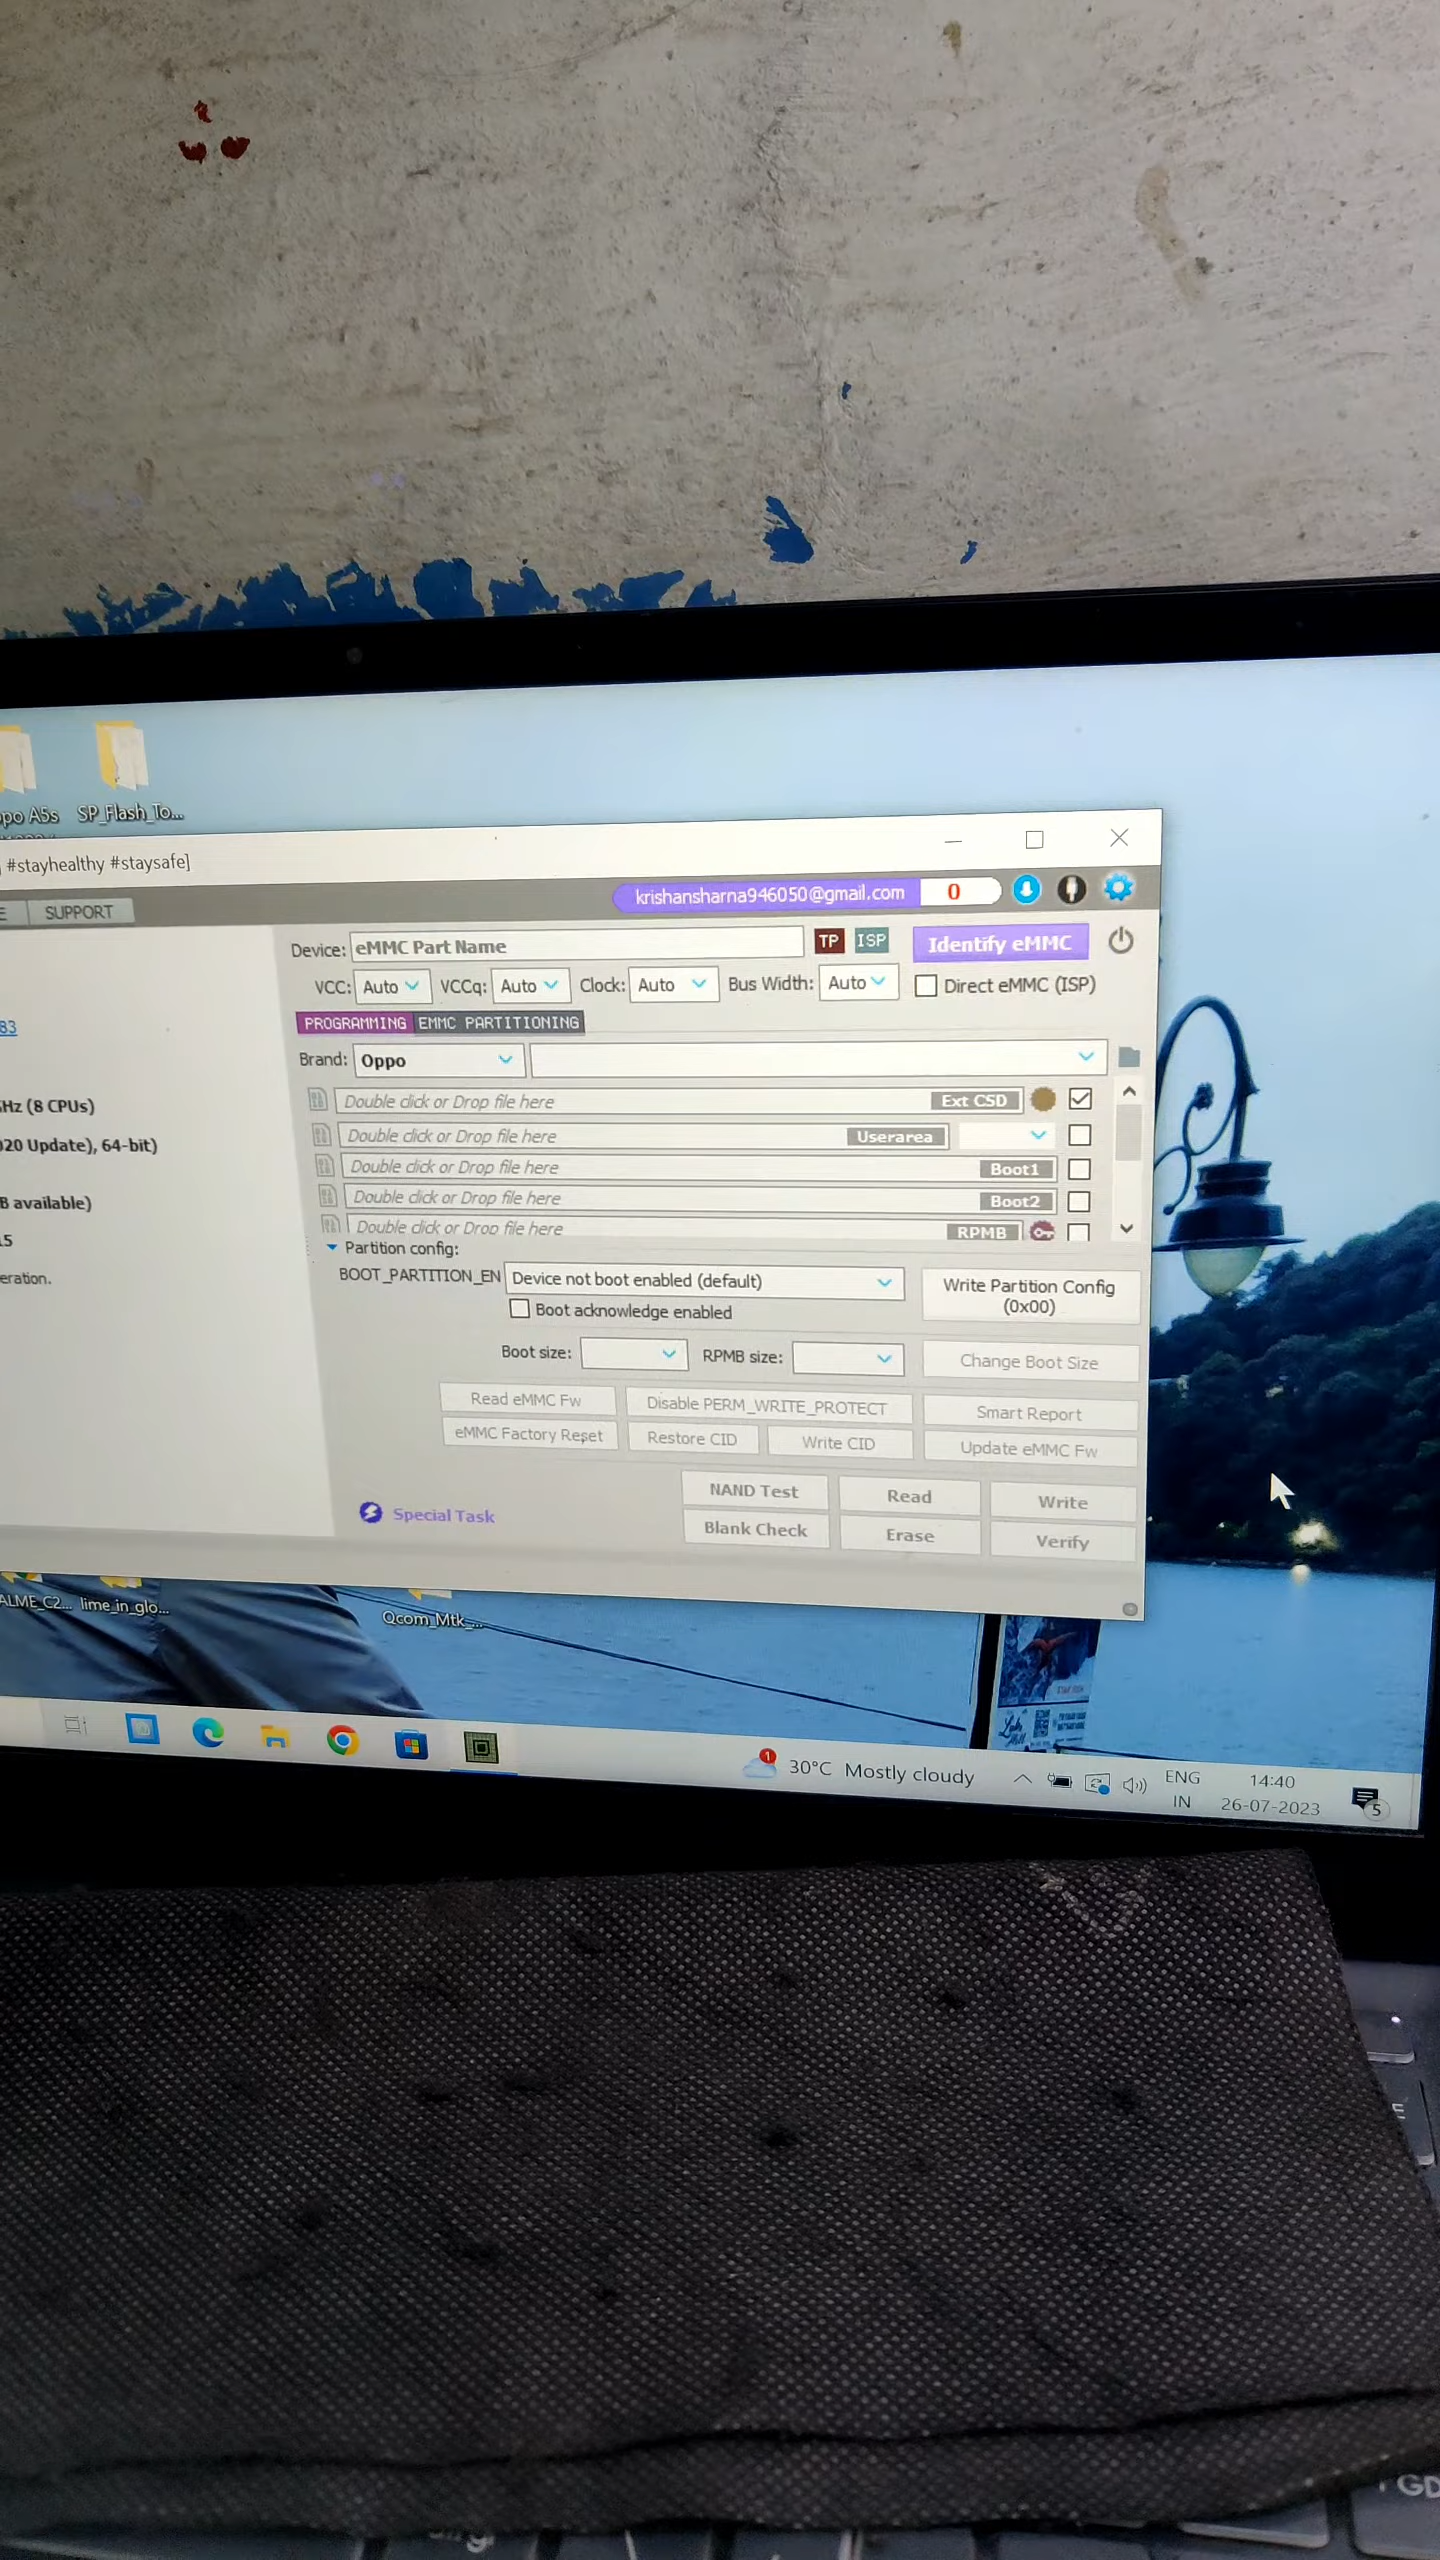 ppo A5s SP_Flash_To...
#stayhealthy #staysafe]
krishansharna946050@gmail.com 0
E SUPPORT
Device: eMMC Part Name TP ISP Identify eMMC
VCC: Auto VCCq: Auto Clock: Auto Bus Width: Auto Direct eMMC (ISP)
83
PROGRAMMING EMMC PARTITIONING
Brand: Oppo
Hz (8 CPUs)
Double click or Drop file here Ext CSD
020 Update), 64-bit)
Double click or Drop file here Userarea
Double click or Drop file here Boot1
B available)
Double click or Drop file here Boot2
15
Double click or Drop file here RPMB
Partition config:
eration.
BOOT_PARTITION_EN Device not boot enabled (default) Write Partition Config
(0x00)
Boot acknowledge enabled
Boot size: RPMB size: Change Boot Size
Read eMMC Fw Disable PERM_WRITE_PROTECT Smart Report
eMMC Factory Reset Restore CID Write CID Update eMMC Fw
NAND Test Read Write
Special Task
Blank Check Erase Verify
ALME_C2... lime_in_glo...
Qcom_Mtk_...
1
30°C Mostly cloudy
ENG
IN
14:40
26-07-2023
5